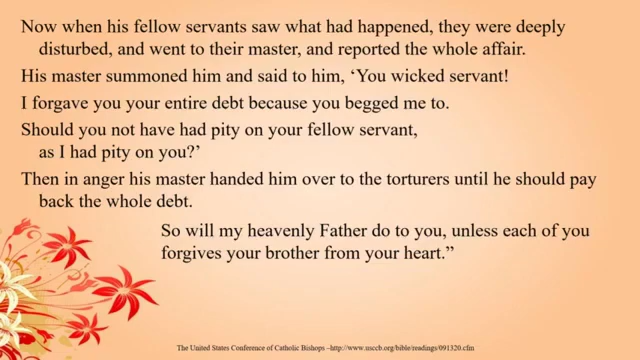 Now when his fellow servants saw what had happened, they were deeply
disturbed, and went to their master, and reported the whole affair.
His master summoned him and said to him, ‘You wicked servant!
I forgave you your entire debt because you begged me to.
Should you not have had pity on your fellow servant,
as I had pity on you?’
Then in anger his master handed him over to the torturers until he should pay
back the whole debt.
So will my heavenly Father do to you, unless each of you
forgives your brother from your heart.”
The United States Conference of Catholic Bishops –http://www.usccb.org/bible/readings/091320.cfm